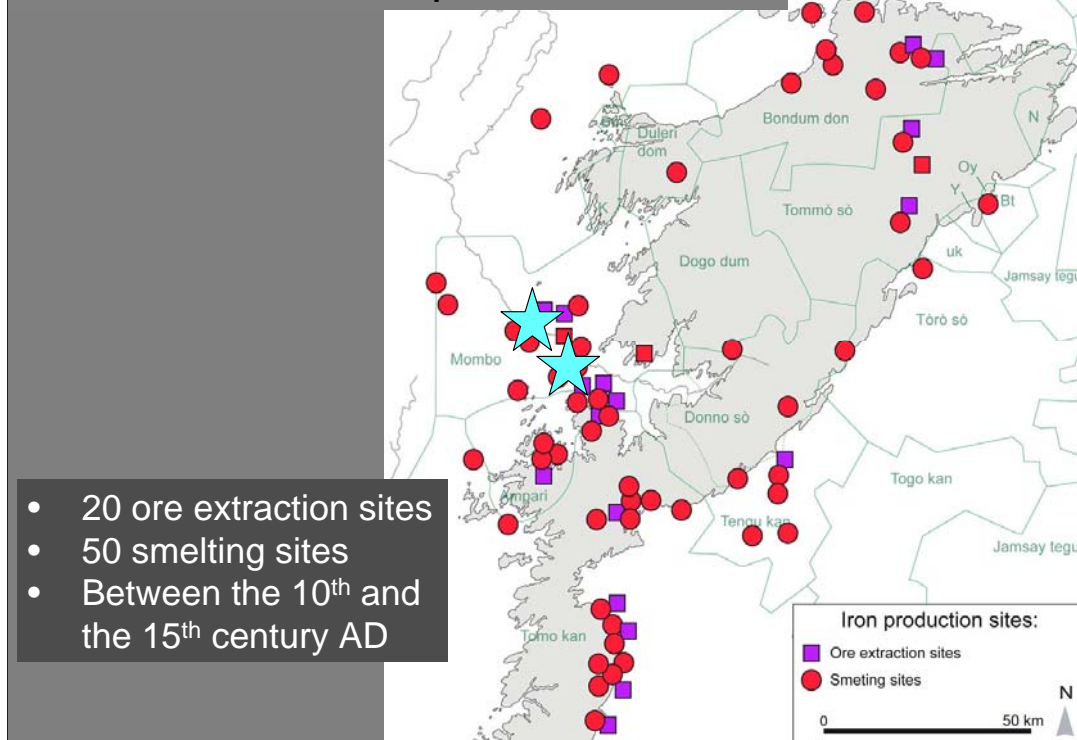 Duleri
dom
Bondum don
N
K
Oy
Y
Bt
Tommò sò
uk
Dogo dum
Jamsay tegu
Tòrò sò
Mombo
Donno sò
Togo kan
Ampari
Tengu kan
Jamsay tegu
Tomo kan
• 20 ore extraction sites
• 50 smelting sites
• Between the 10th and
the 15th century AD
Iron production sites:
Ore extraction sites
Smeting sites
N
0 50 km